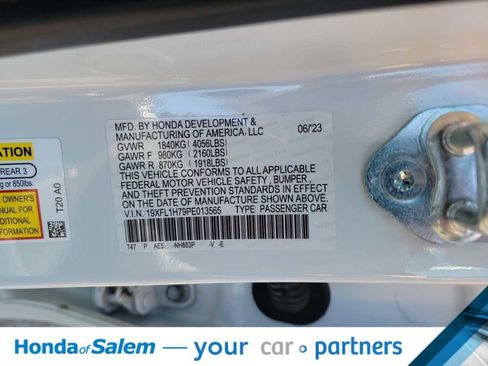 MFD. BY HONDA DEVELOPMENT & 
MANUFACTURING OF AMERICA, LLC 06/'23
GVWR 1840KG ( 4056LBS)
GAWR F 980KG ( 2160LBS)
GAWR R 870KG ( 1918LBS)
THIS VEHICLE CONFORMS TO ALL APPLICABLE
FEDERAL MOTOR VEHICLE SAFETY, BUMPER,
AND THEFT PREVENTION STANDARDS IN EFFECT
ON THE DATE OF MANUFACTURE SHOWN ABOVE.
V.I.N: 19XFL1H79PE013565 TYPE: PASSENGER CAR
T47 P AE5 -NH883P -V -E
REAR 3
g or 850lbs.
OWNER'S
MANUAL FOR
ADDITIONAL
FORMATION
T20 A0
Honda of Salem — your car partners